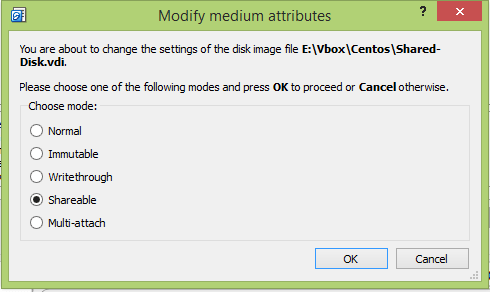 Modify medium attributes
?
You are about to change the settings of the disk image file E:\Vbox\Centos\Shared-
Disk.vdi.
Please choose one of the following modes and press OK to proceed or Cancel otherwise.
Choose mode:
Normal
Immutable
Writethrough
Shareable
Multi-attach
OK
Cancel